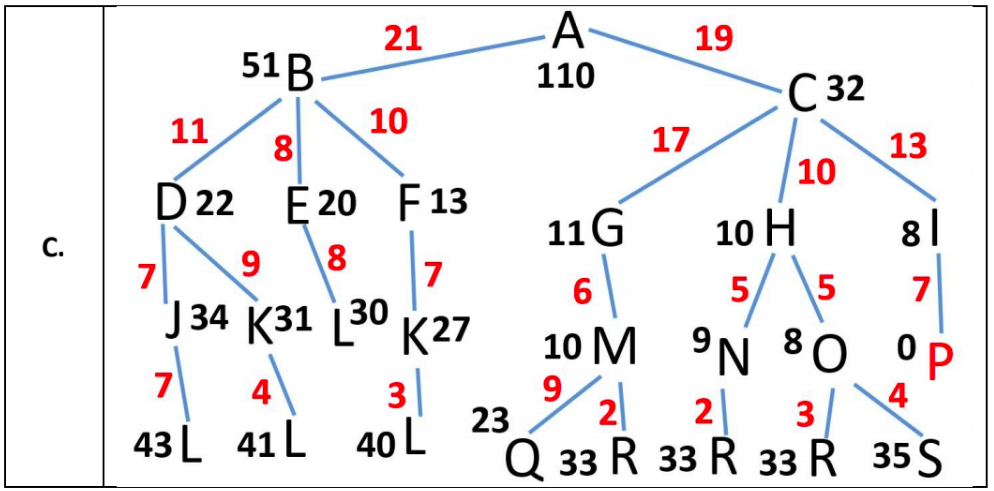 21 A 19
51 B 110 C 32
11 8 10 17 10 13
D 22 E 20 F 13 11 G 10 H 8 I
c.
7 9 8 7 6 5 5 7
J 34 K 31 L 30 K 27 10 M 9 N 8 O 0 P
7 4 3 9 2 2 3 4
43 L 41 L 40 L 23 Q 33 R 33 R 33 R 35 S